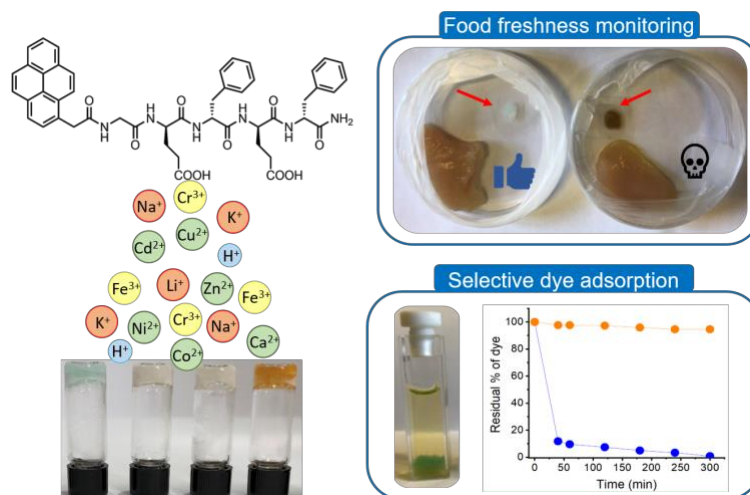 Food freshness monitoring
O
H
N
O
N
H
O
H
N
O
N
H
O
NH₂
COOH
COOH
Na⁺
Cr³⁺
K⁺
Cd²⁺
Cu²⁺
H⁺
Fe³⁺
Li⁺
Zn²⁺
Fe³⁺
K⁺
Ni²⁺
Cr³⁺
Na⁺
Ca²⁺
H⁺
Co²⁺
Selective dye adsorption
Residual % of dye
100
80
60
40
20
0
0 50 100 150 200 250 300
Time (min)